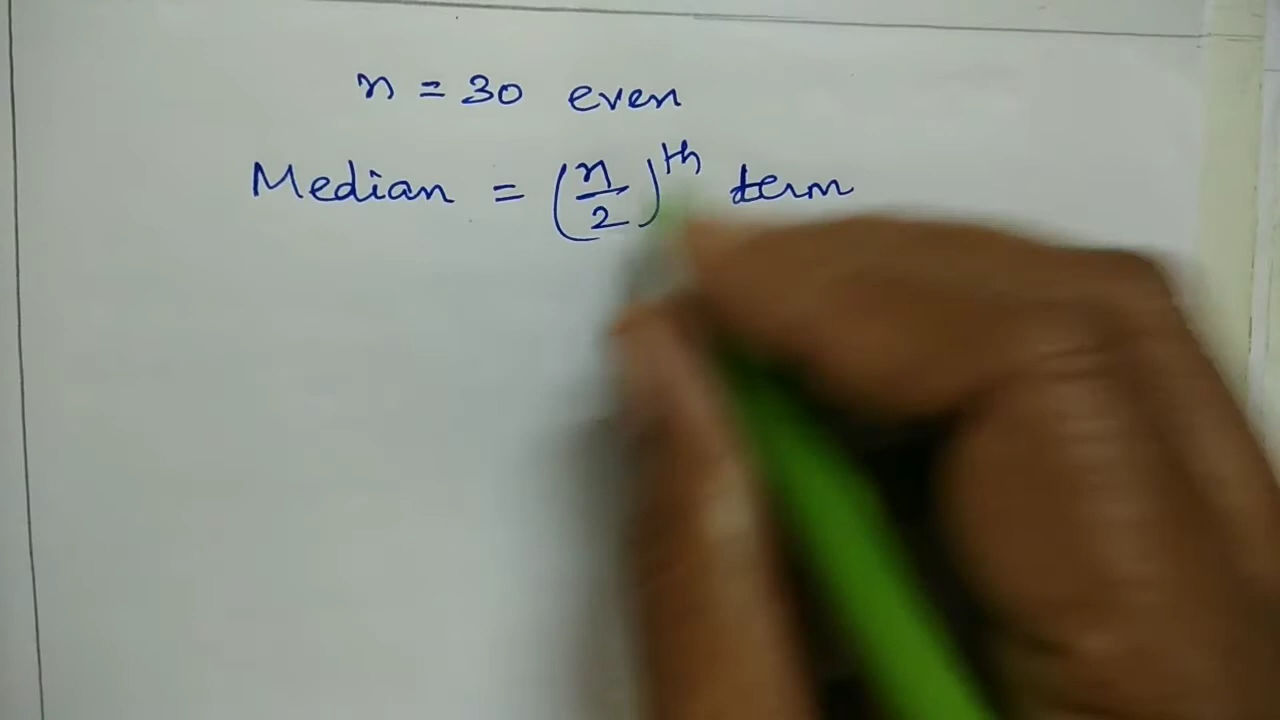 n = 30 even
Median = (n/2)th term